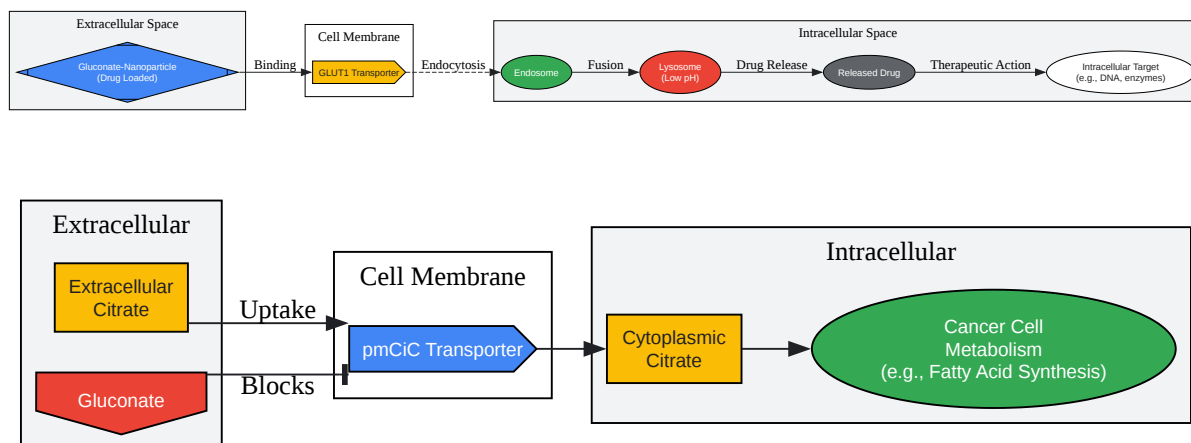 Extracellular Space
Gluconate-Nanoparticle
(Drug Loaded)
Binding
Cell Membrane
GLUT1 Transporter
Endocytosis
Intracellular Space
Endosome
Fusion
Lysosome
(Low pH)
Drug Release
Released Drug
Therapeutic Action
Intracellular Target
(e.g., DNA, enzymes)
Extracellular
Extracellular
Citrate
Gluconate
Uptake
Blocks
Cell Membrane
pmCiC Transporter
Intracellular
Cytoplasmic
Citrate
Cancer Cell
Metabolism
(e.g., Fatty Acid Synthesis)